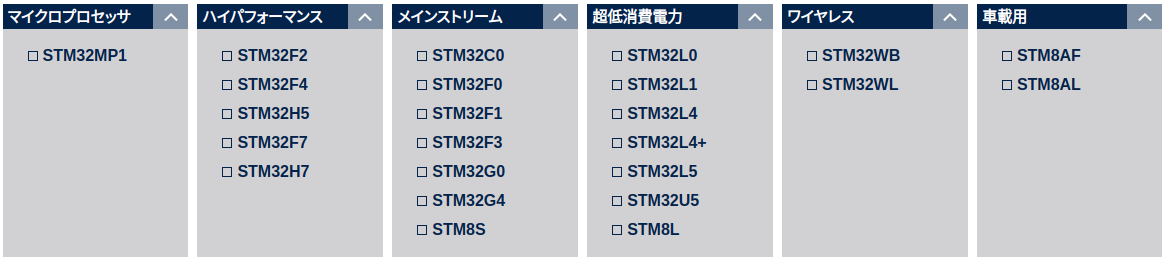 マイクロプロセッサ
STM32MP1
ハイパフォーマンス
STM32F2
STM32F4
STM32H5
STM32F7
STM32H7
メインストリーム
STM32C0
STM32F0
STM32F1
STM32F3
STM32G0
STM32G4
STM8S
超低消費電力
STM32L0
STM32L1
STM32L4
STM32L4+
STM32L5
STM32U5
STM8L
ワイヤレス
STM32WB
STM32WL
車載用
STM8AF
STM8AL